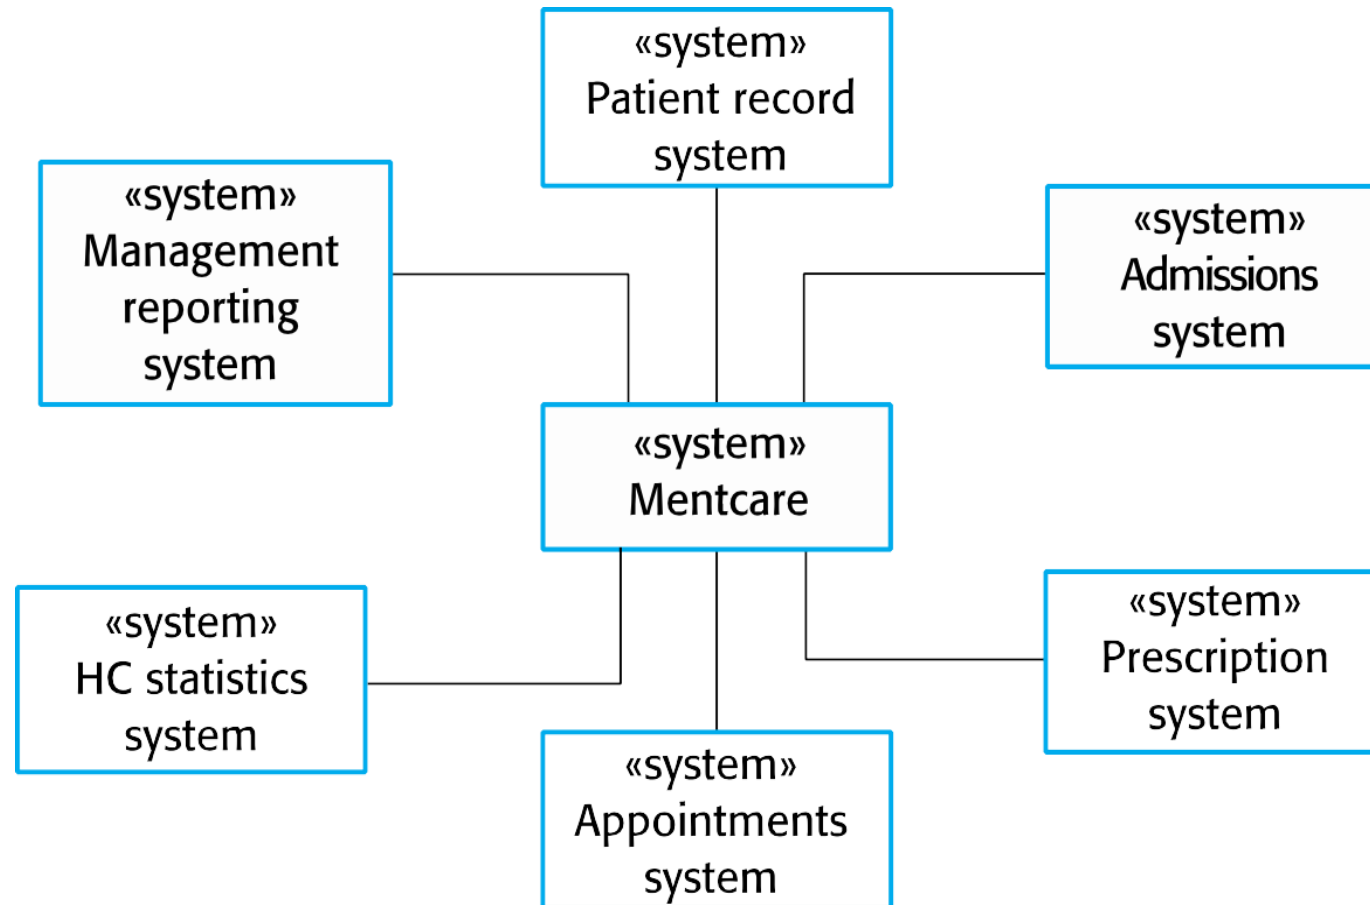 «system»
Patient record
system
«system»
Management
reporting
system
«system»
Admissions
system
«system»
Mentcare
«system»
HC statistics
system
«system»
Prescription
system
«system»
Appointments
system